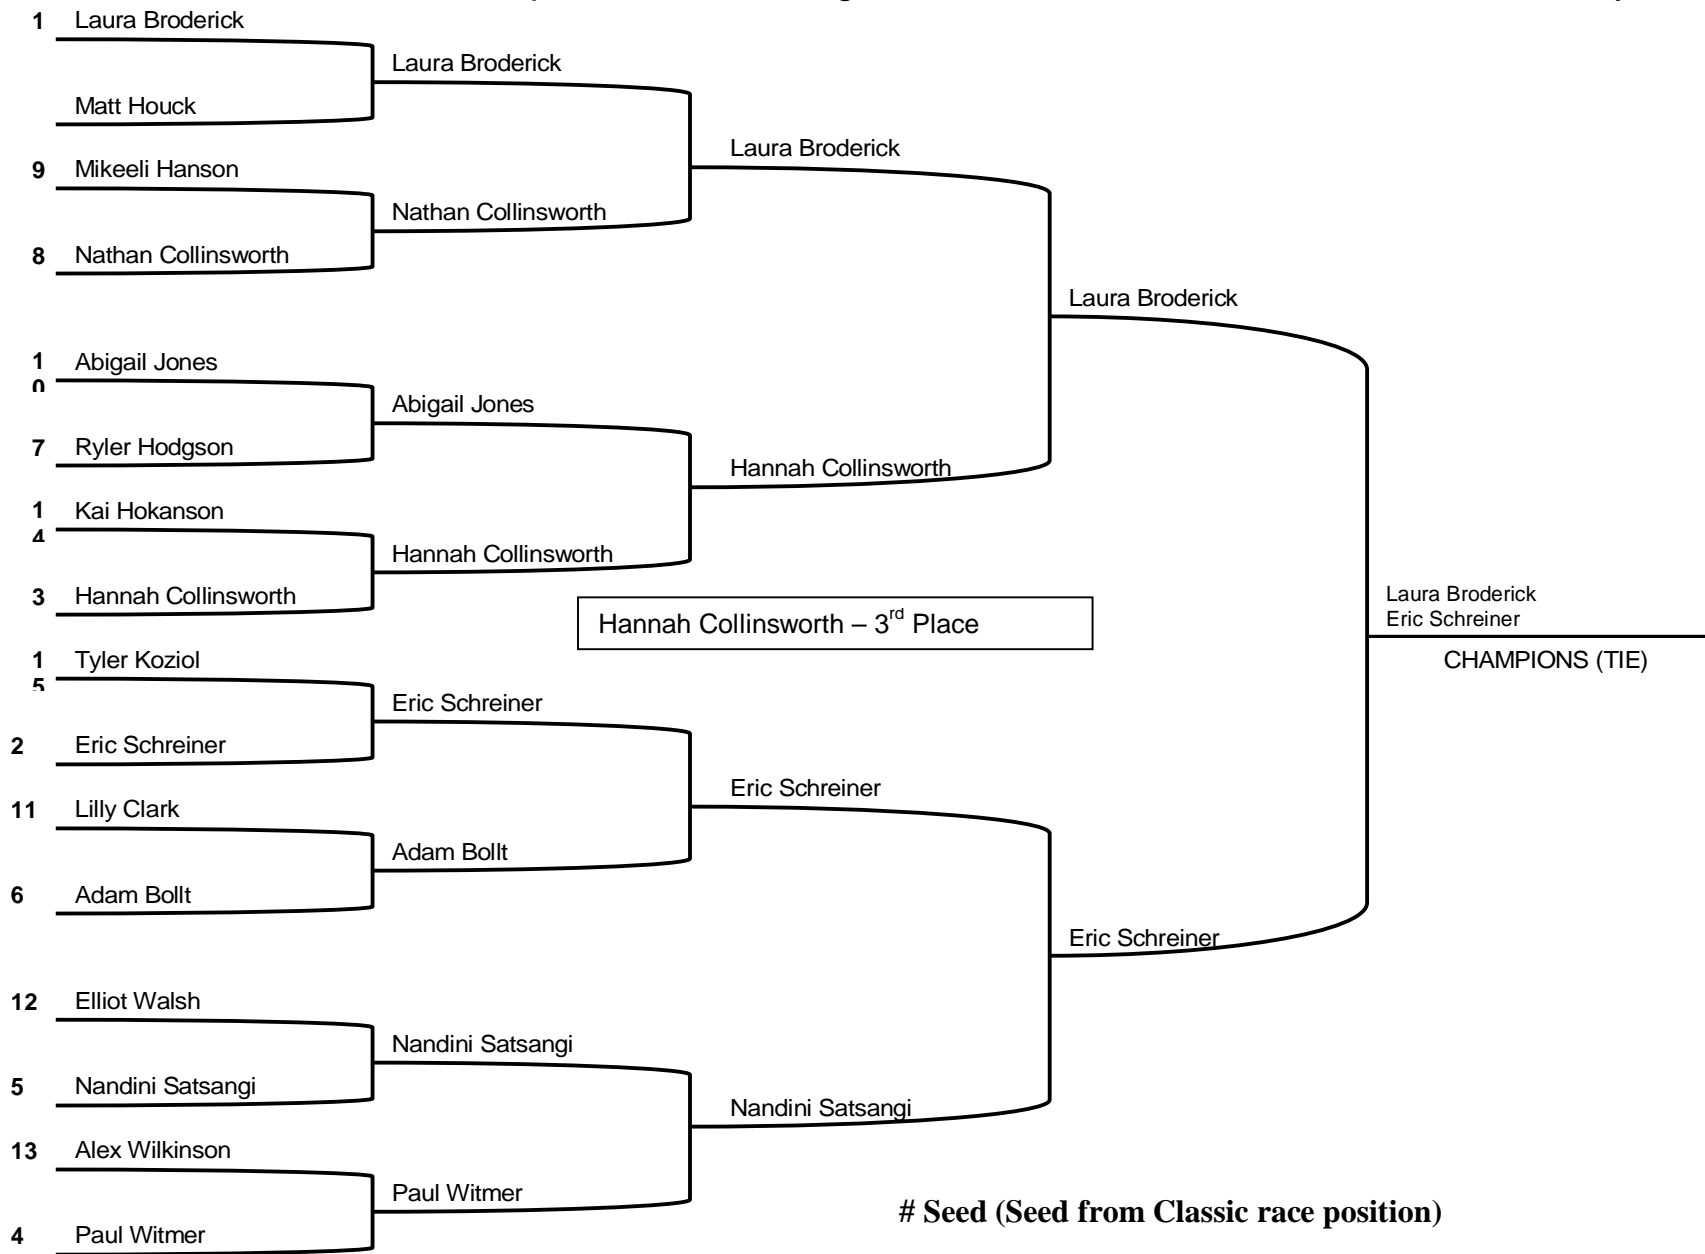 1 Laura Broderick
Laura Broderick
Matt Houck
Laura Broderick
9 Mikeeli Hanson
Nathan Collinsworth
8 Nathan Collinsworth
Laura Broderick
10 Abigail Jones
Abigail Jones
7 Ryler Hodgson
Hannah Collinsworth
14 Kai Hokanson
Hannah Collinsworth
3 Hannah Collinsworth
Laura Broderick
Eric Schreiner
CHAMPIONS (TIE)
Hannah Collinsworth – 3rd Place
15 Tyler Koziol
Eric Schreiner
2 Eric Schreiner
Eric Schreiner
11 Lilly Clark
Adam Bollt
6 Adam Bollt
Eric Schreiner
12 Elliot Walsh
Nandini Satsangi
5 Nandini Satsangi
Nandini Satsangi
13 Alex Wilkinson
Paul Witmer
4 Paul Witmer
# Seed (Seed from Classic race position)